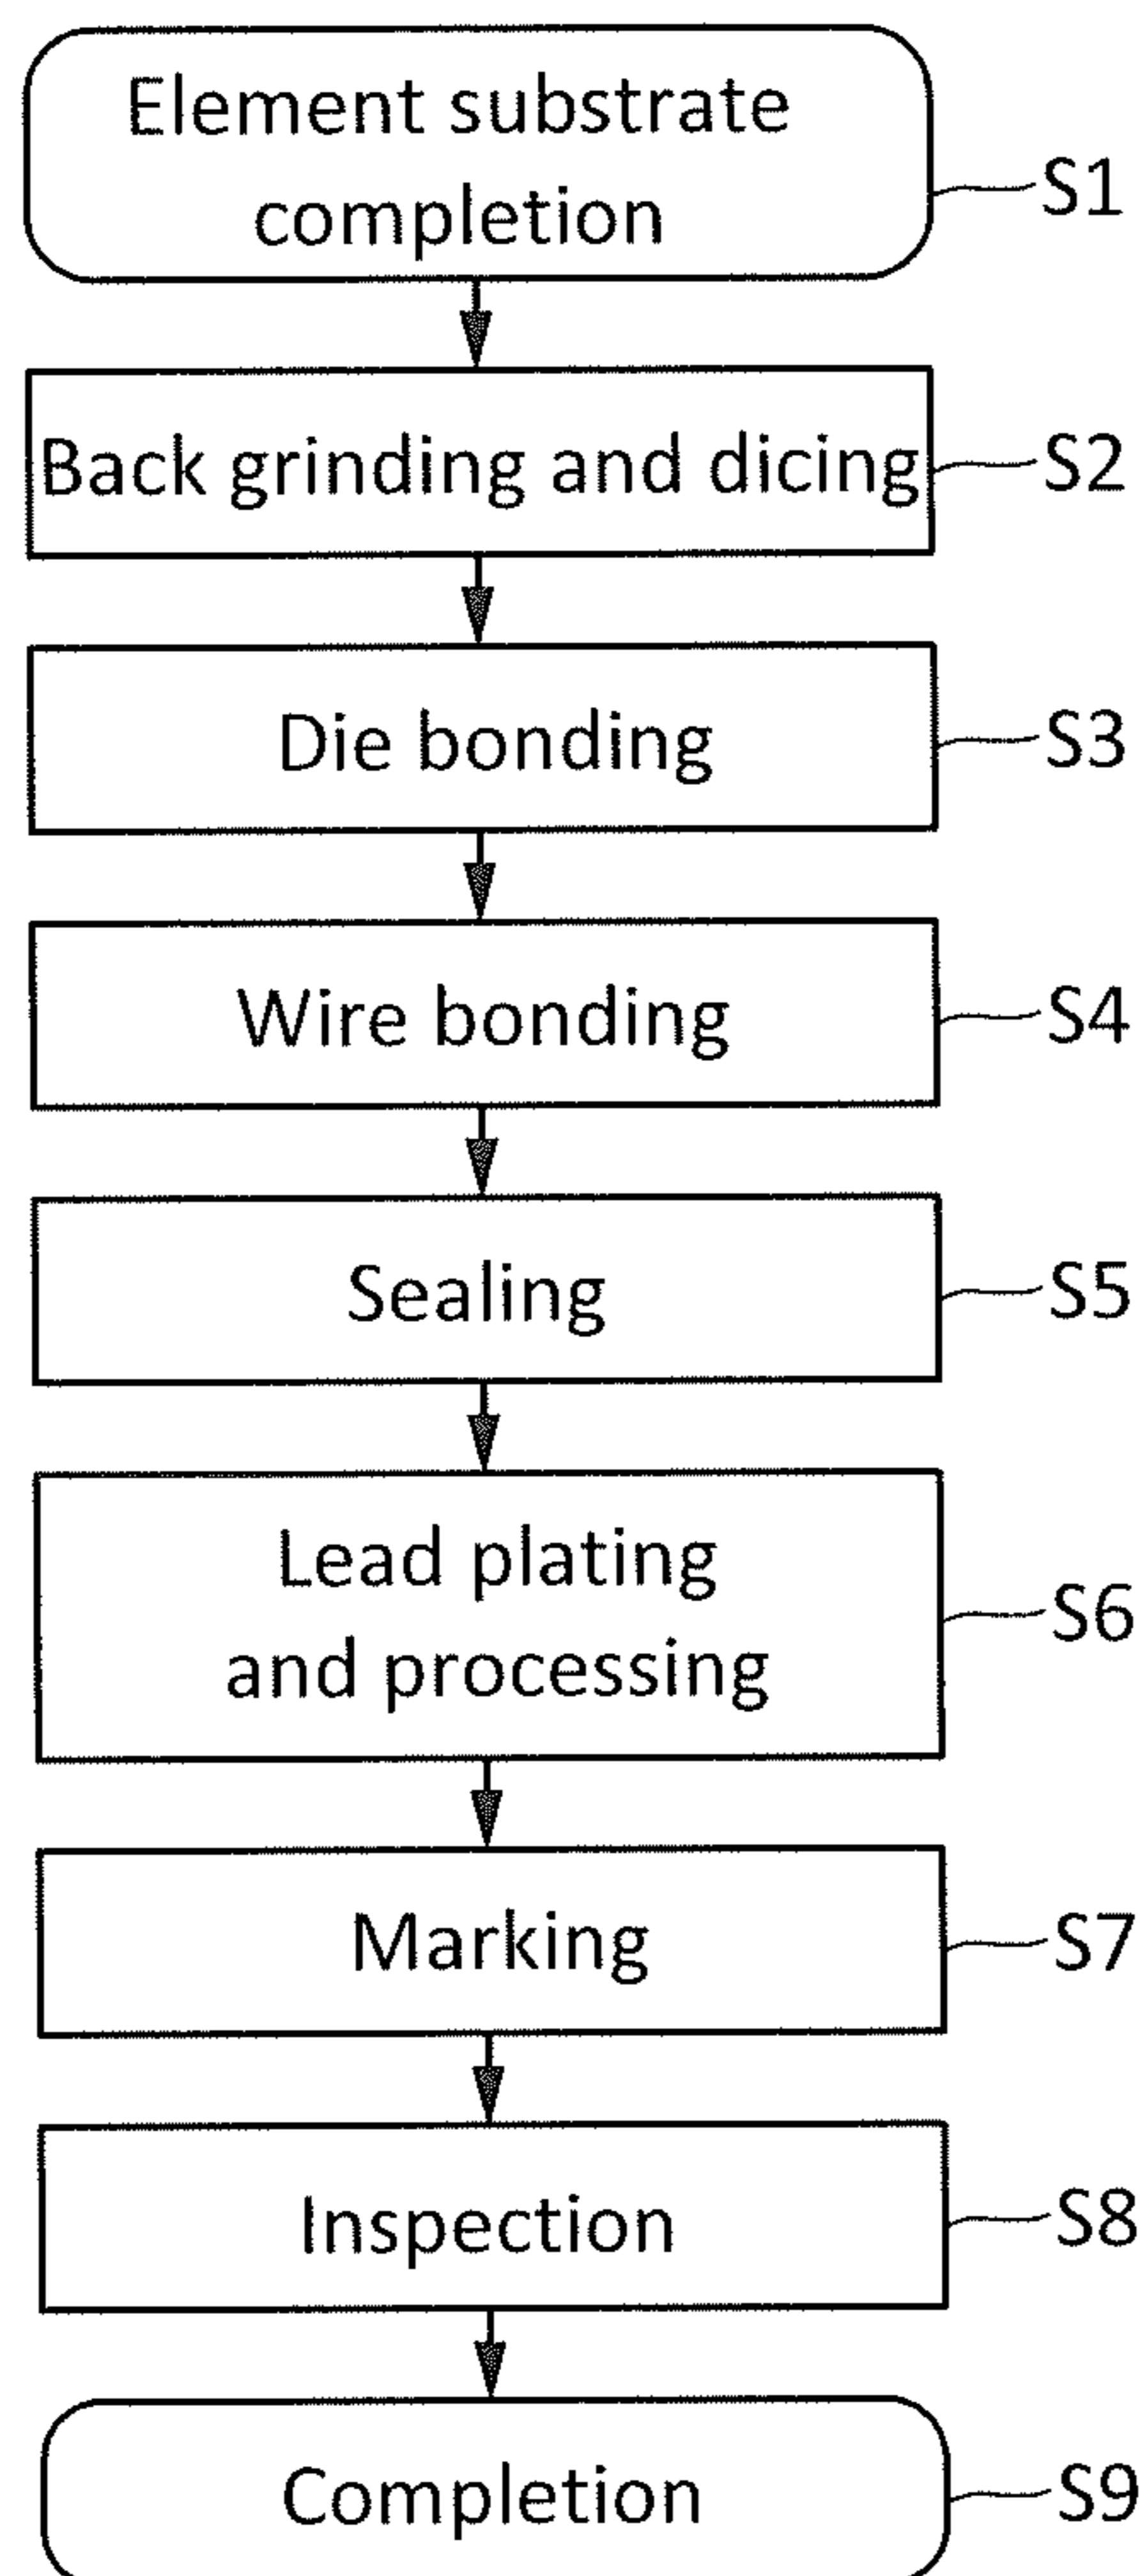 Element substrate
completion
S1
Back grinding and dicing
S2
Die bonding
S3
Wire bonding
S4
Sealing
S5
Lead plating
and processing
S6
Marking
S7
Inspection
S8
Completion
S9